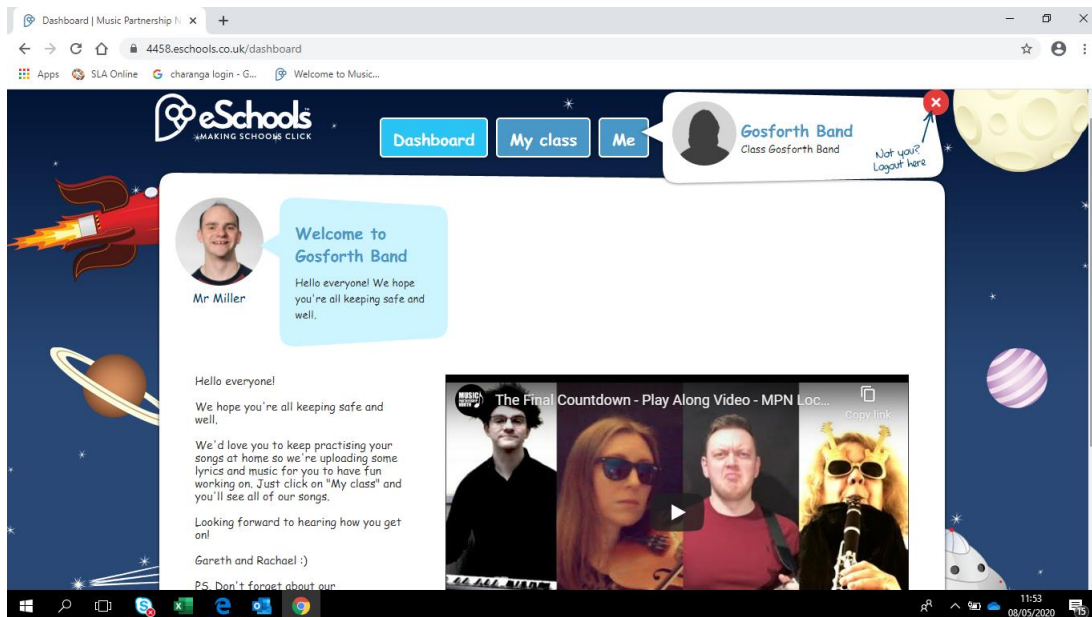 Dashboard | Music Partnership N
4458.eschools.co.uk/dashboard
Apps SLA Online charanga login - G... Welcome to Music...
eSchools
MAKING SCHOOLS CLICK
Dashboard My class Me
Gosforth Band
Class Gosforth Band
Not you?
Logout here
Mr Miller
Welcome to
Gosforth Band
Hello everyone! We hope
you're all keeping safe and
well.
Hello everyone!
We hope you're all keeping safe and
well.
We'd love you to keep practising your
songs at home so we're uploading some
lyrics and music for you to have fun
working on. Just click on "My class" and
you'll see all of our songs.
Looking forward to hearing how you get
on!
Gareth and Rachael :)
PS. Don't forget about our
MUSIC
PARTNERSHIP
NORTH
The Final Countdown - Play Along Video - MPN Loc...
Copy link
11:53
08/05/2020
15